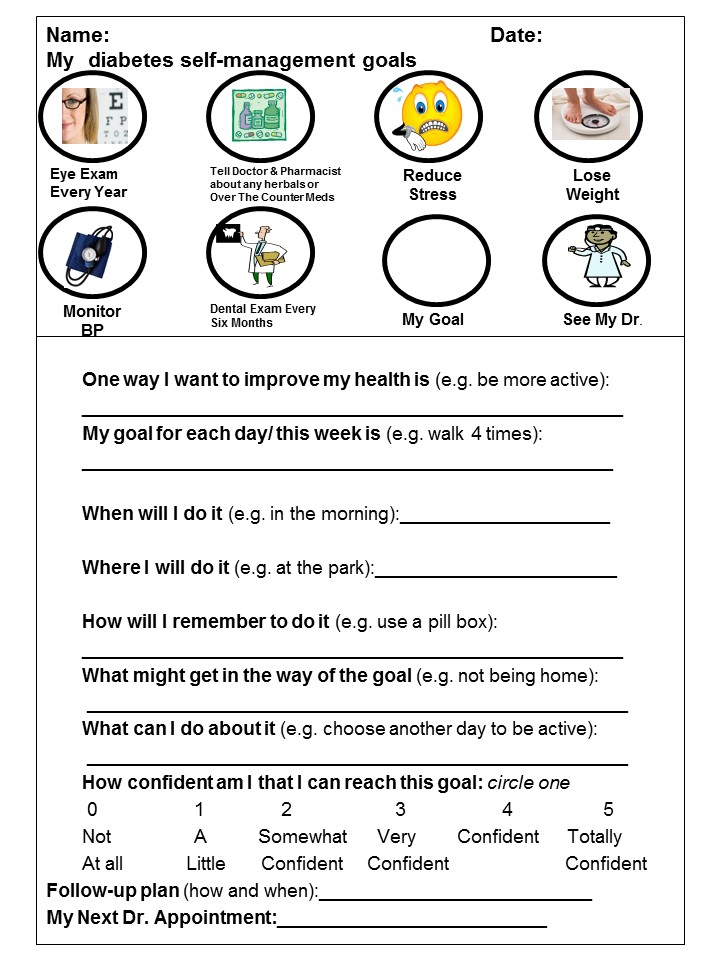 Name: Date:
My diabetes self-management goals
E
F P
T O Z
Eye Exam
Every Year
Tell Doctor & Pharmacist
about any herbals or
Over The Counter Meds
Reduce
Stress
Lose
Weight
Monitor
BP
Dental Exam Every
Six Months
My Goal
See My Dr.
One way I want to improve my health is (e.g. be more active):
My goal for each day/ this week is (e.g. walk 4 times):
When will I do it (e.g. in the morning):
Where I will do it (e.g. at the park):
How will I remember to do it (e.g. use a pill box):
What might get in the way of the goal (e.g. not being home):
What can I do about it (e.g. choose another day to be active):
How confident am I that I can reach this goal: circle one
0 1 2 3 4 5
Not A Somewhat Very Confident Totally
At all Little Confident Confident Confident
Follow-up plan (how and when):
My Next Dr. Appointment: